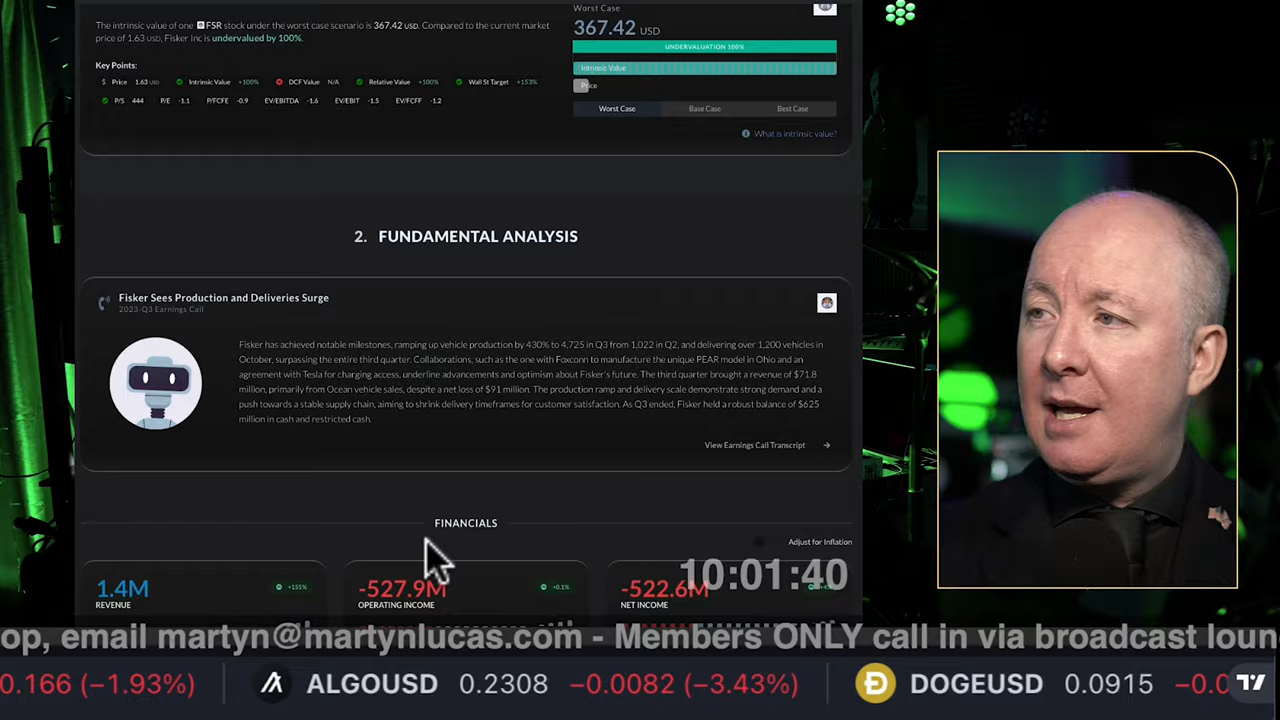 The intrinsic value of one FSR stock under the worst case scenario is 367.42 USD. Compared to the current market
price of 1.63 USD, Fisker Inc is undervalued by 100%.
Key Points:
$ Price 1.63 USD Intrinsic Value +100% DCF Value N/A Relative Value +100% Wall St Target +153%
P/S 444 P/E -1.1 P/FCFE -0.9 EV/EBITDA -1.6 EV/EBIT -1.5 EV/FCFF -1.2
Worst Case
367.42 USD
UNDERVALUATION 100%
Intrinsic Value
Price
Worst Case Base Case Best Case
What is intrinsic value?
2. FUNDAMENTAL ANALYSIS
Fisker Sees Production and Deliveries Surge
2023-Q3 Earnings Call
Fisker has achieved notable milestones, ramping up vehicle production by 430% to 4,725 in Q3 from 1,022 in Q2, and delivering over 1,200 vehicles in
October, surpassing the entire third quarter. Collaborations, such as the one with Foxconn to manufacture the unique PEAR model in Ohio and an
agreement with Tesla for charging access, underline advancements and optimism about Fisker's future. The third quarter brought a revenue of $71.8
million, primarily from Ocean vehicle sales, despite a net loss of $91 million. The production ramp and delivery scale demonstrate strong demand and a
push towards a stable supply chain, aiming to shrink delivery timeframes for customer satisfaction. As Q3 ended, Fisker held a robust balance of $625
million in cash and restricted cash.
View Earnings Call Transcript →
FINANCIALS
Adjust for Inflation
10:01:40
1.4M +155%
REVENUE
-527.9M +0.1%
OPERATING INCOME
-522.6M
NET INCOME
op, email martyn@martynlucas.com - Members ONLY call in via broadcast loun
0.166 (−1.93%) ALGOUSD 0.2308 −0.0082 (−3.43%) DOGEUSD 0.0915 −0.0